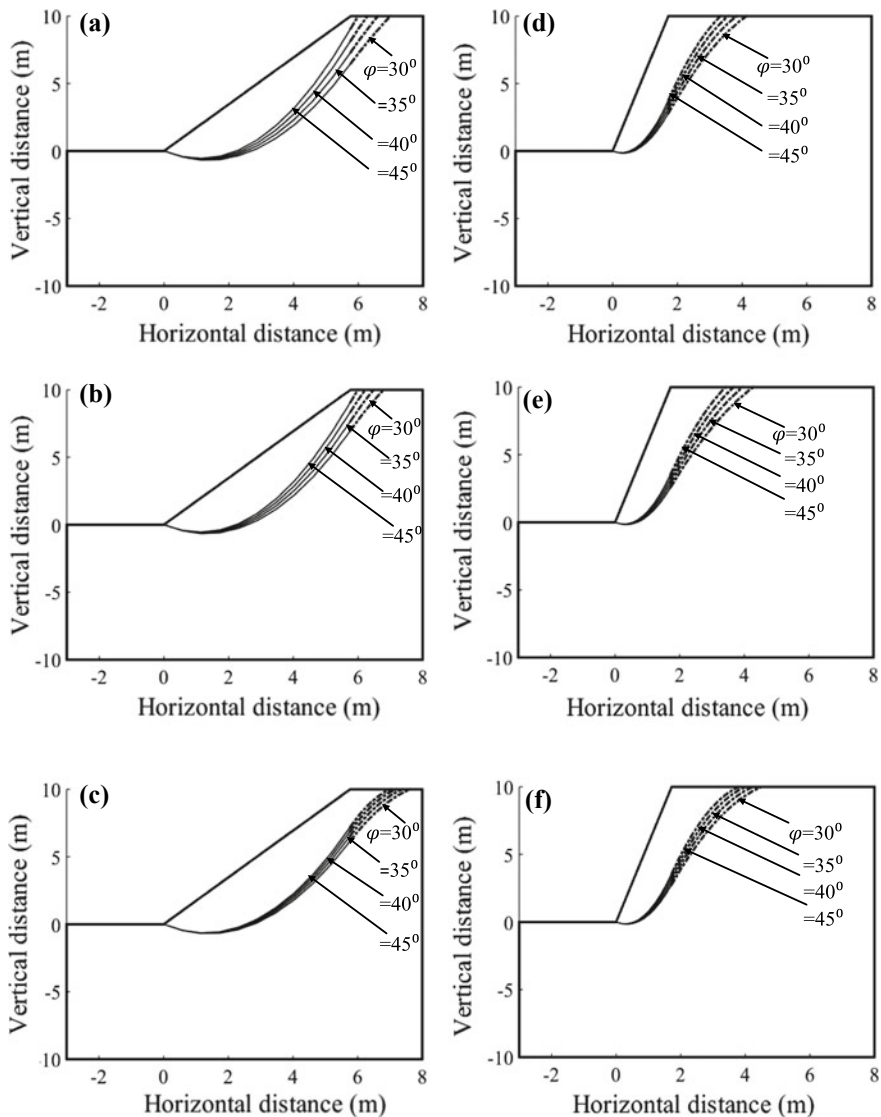 (a)
10
5
0
-5
-10
Vertical distance (m)
φ=30⁰
=35⁰
=40⁰
=45⁰
-2 0 2 4 6 8
Horizontal distance (m)
(d)
10
5
0
-5
-10
Vertical distance (m)
φ=30⁰
=35⁰
=40⁰
=45⁰
-2 0 2 4 6 8
Horizontal distance (m)
(b)
10
5
0
-5
-10
Vertical distance (m)
φ=30⁰
=35⁰
=40⁰
=45⁰
-2 0 2 4 6 8
Horizontal distance (m)
(e)
10
5
0
-5
-10
Vertical distance (m)
φ=30⁰
=35⁰
=40⁰
=45⁰
-2 0 2 4 6 8
Horizontal distance (m)
(c)
10
5
0
-5
-10
Vertical distance (m)
φ=30⁰
=35⁰
=40⁰
=45⁰
-2 0 2 4 6 8
Horizontal distance (m)
(f)
10
5
0
-5
-10
Vertical distance (m)
φ=30⁰
=35⁰
=40⁰
=45⁰
-2 0 2 4 6 8
Horizontal distance (m)